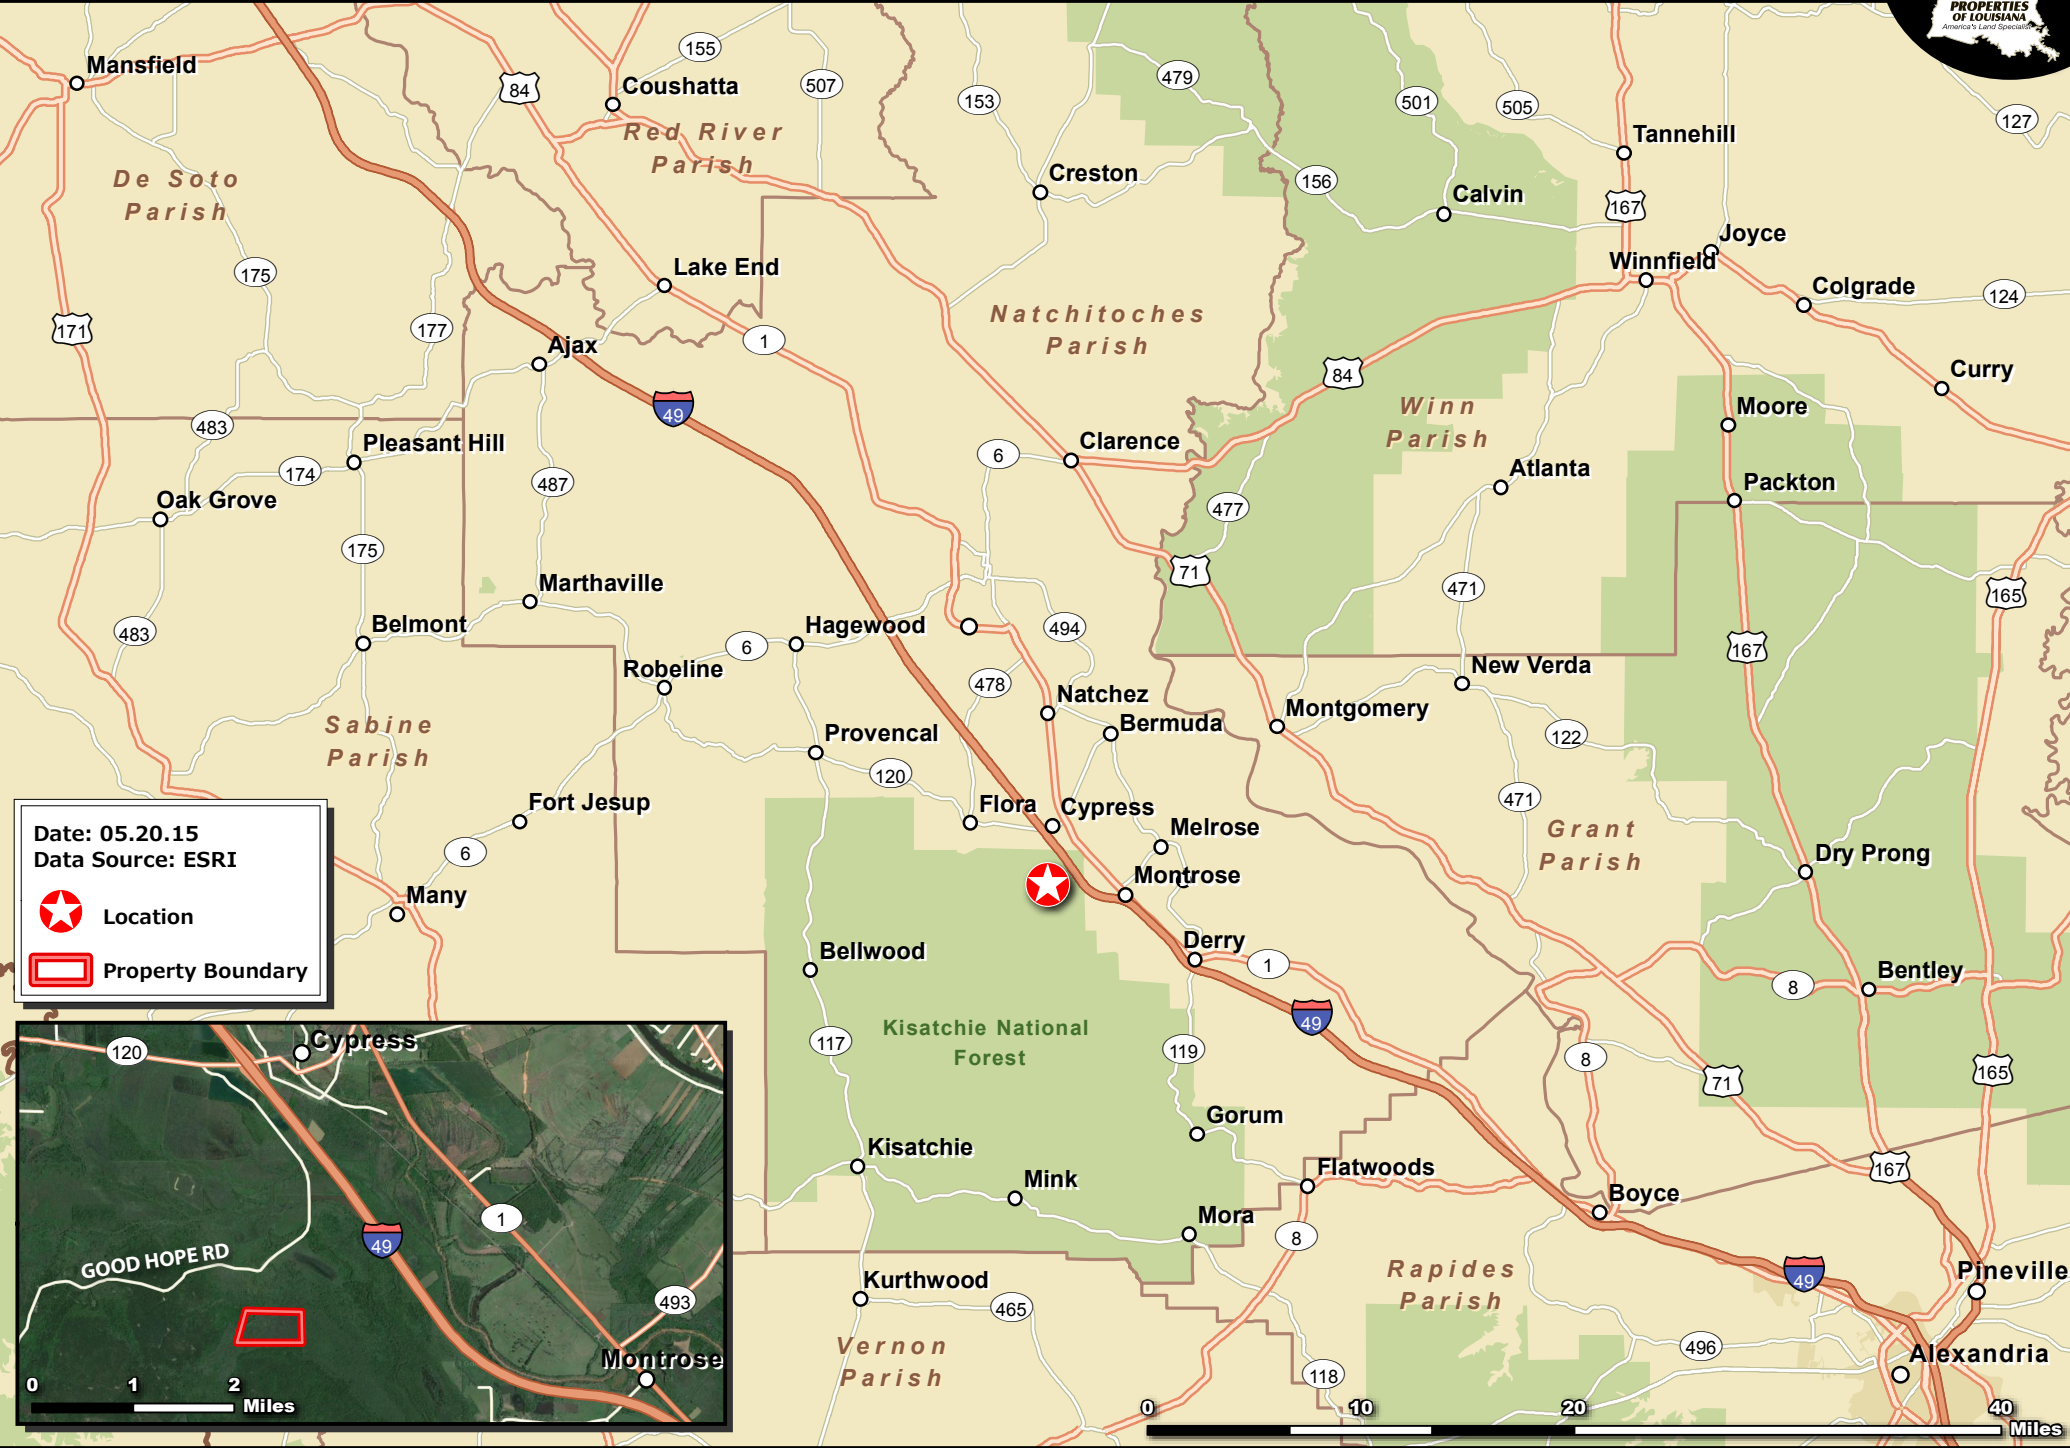 PROPERTIES
OF LOUISIANA
America's Land Specialist
Mansfield
84
Coushatta
155
507
153
479
501
505
127
Red River
Parish
Tannehill
De Soto
Parish
Creston
156
Calvin
167
Joyce
Winnfield
175
Lake End
Colgrade
124
171
177
Natchitoches
Parish
1
Ajax
84
Curry
49
Winn
Parish
Moore
483
Pleasant Hill
6
Clarence
Atlanta
174
487
Packton
Oak Grove
477
175
71
471
165
Marthaville
483
Belmont
Hagewood
494
6
167
Robeline
478
New Verda
Natchez
Montgomery
Sabine
Parish
Bermuda
Provencal
122
120
471
Fort Jesup
Flora
Cypress
Melrose
Grant
Parish
Date: 05.20.15
Data Source: ESRI
Location
Property Boundary
6
Dry Prong
Many
Montrose
Derry
Bellwood
1
8
Bentley
49
Kisatchie National
Forest
117
119
8
71
165
Gorum
Kisatchie
Mink
Flatwoods
167
Boyce
Mora
8
Rapides
Parish
49
Pineville
Kurthwood
465
Vernon
Parish
496
Alexandria
118
120
Cypress
49
1
GOOD HOPE RD
493
Montrose
0 1 2
Miles
0 10 20 40
Miles